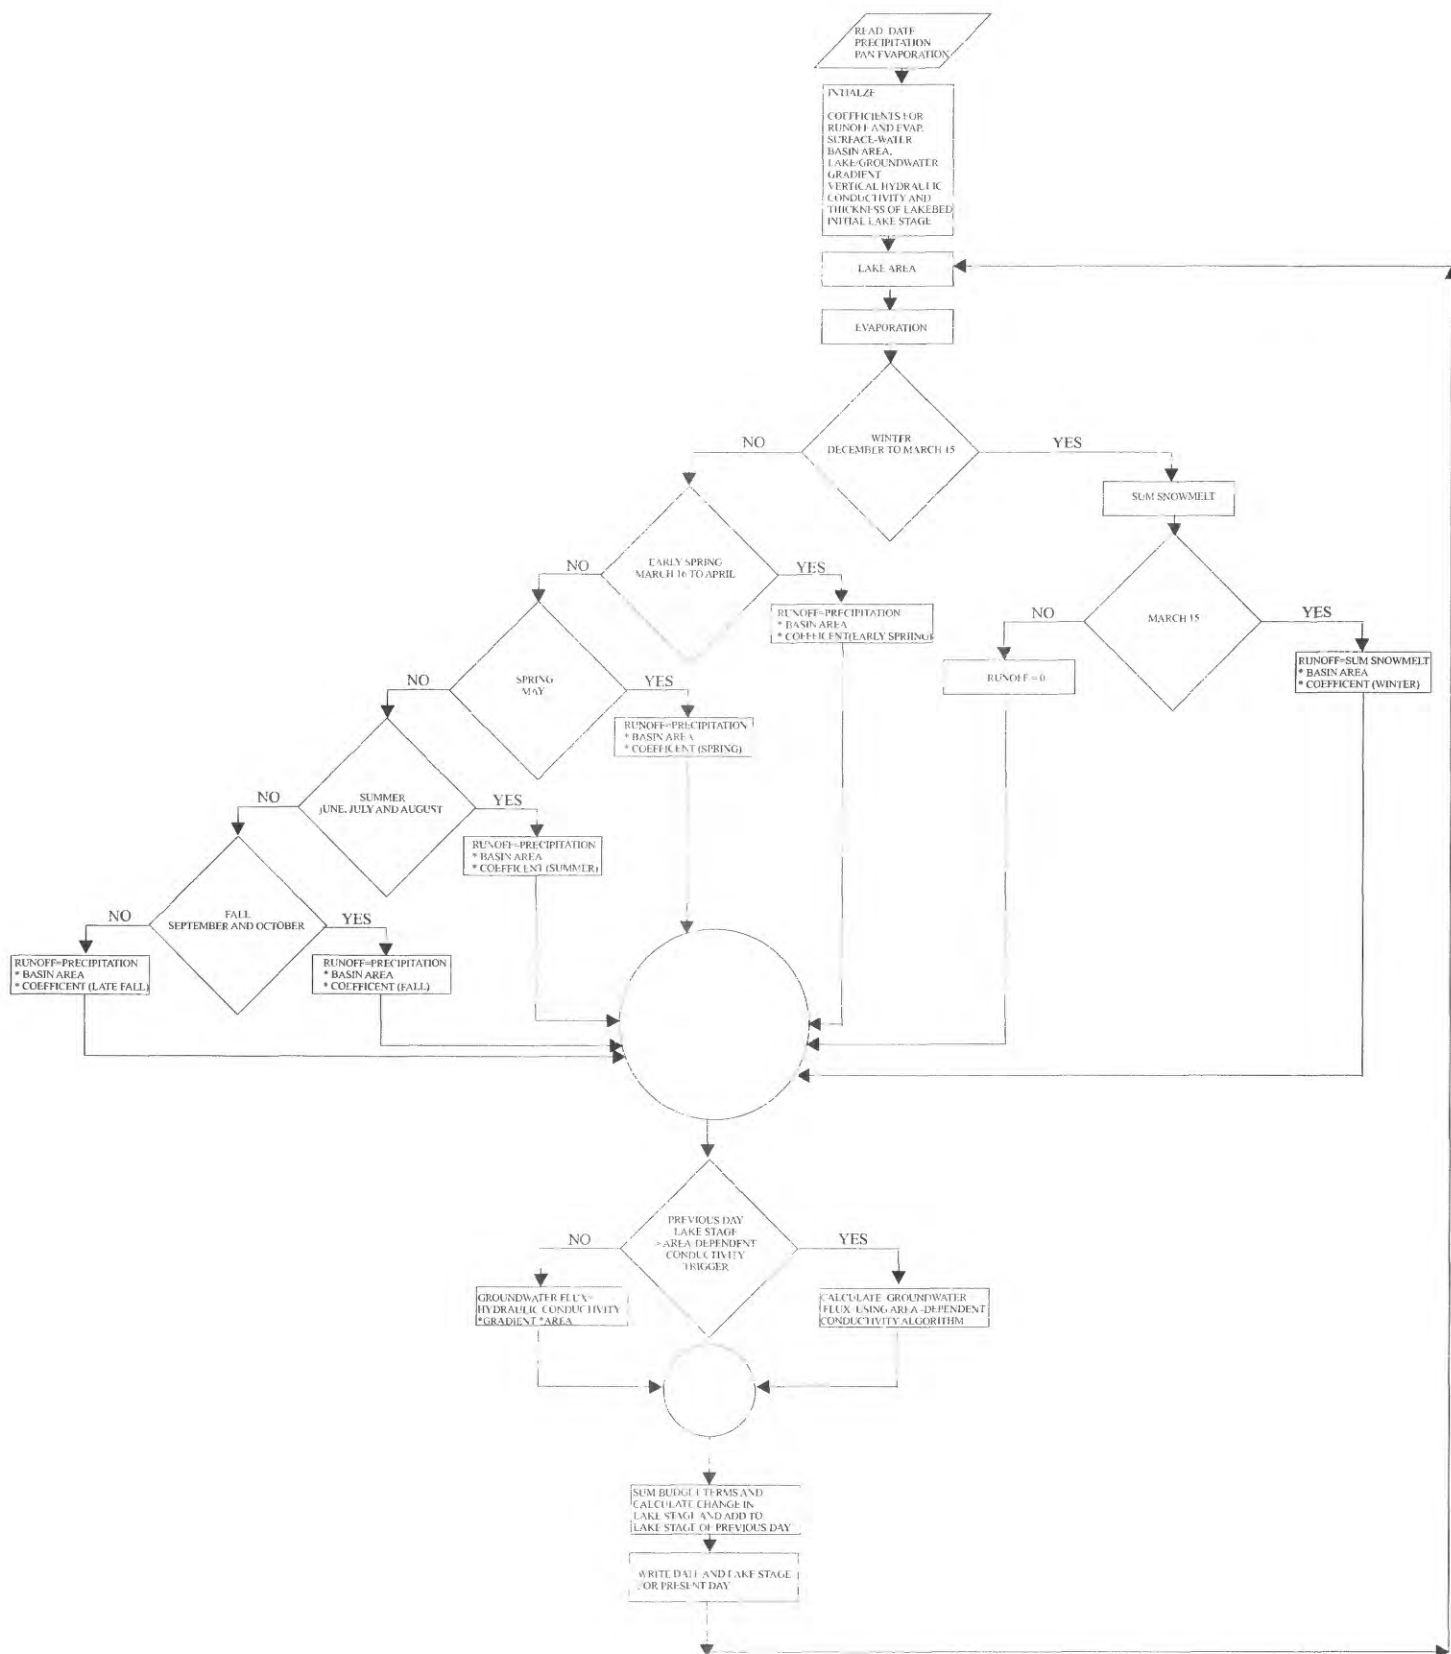 READ DATE
PRECIPITATION
PAN EVAPORATION
INTIALZE
COEFFICIENTS FOR
RUNOFF AND EVAP.
SURFACE-WATER
BASIN AREA,
LAKE/GROUNDWATER
GRADIENT
VERTICAL HYDRAULIC
CONDUCTIVITY AND
THICKNESS OF LAKEBED
INITIAL LAKE STAGE
LAKE AREA
EVAPORATION
WINTER
DECEMBER TO MARCH 15
NO
YES
SUM SNOWMELT
EARLY SPRING
MARCH 16 TO APRIL
NO
YES
RUNOFF=PRECIPITATION
* BASIN AREA
* COEFFICENT(EARLY SPRIING)
MARCH 15
NO
YES
RUNOFF = 0
RUNOFF=SUM SNOWMELT
* BASIN AREA
* COEFFICENT (WINTER)
SPRING
MAY
NO
YES
RUNOFF=PRECIPITATION
* BASIN AREA
* COEFFICENT (SPRING)
SUMMER
JUNE, JULY AND AUGUST
NO
YES
RUNOFF=PRECIPITATION
* BASIN AREA
* COEFFICENT (SUMMER)
FALL
SEPTEMBER AND OCTOBER
NO
YES
RUNOFF=PRECIPITATION
* BASIN AREA
* COEFFICENT (LATE FALL)
RUNOFF=PRECIPITATION
* BASIN AREA
* COEFFICENT (FALL)
PREVIOUS DAY
LAKE STAGE
>AREA-DEPENDENT
CONDUCTIVITY
TRIGGER
NO
YES
GROUNDWATER FLUX=
HYDRAULIC CONDUCTIVITY
*GRADIENT *AREA
CALCULATE GROUNDWATER
FLUX USING AREA-DEPENDENT
CONDUCTIVITY ALGORITHM
SUM BUDGET TERMS AND
CALCULATE CHANGE IN
LAKE STAGE AND ADD TO
LAKE STAGE OF PREVIOUS DAY
WRITE DATE AND LAKE STAGE
FOR PRESENT DAY